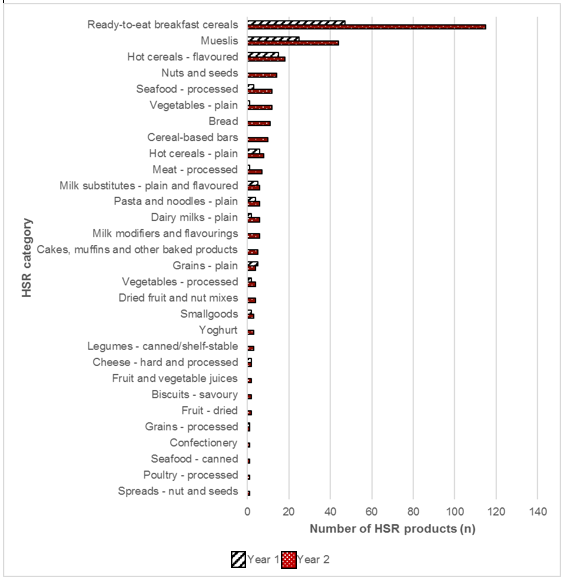 Ready-to-eat breakfast cereals
Mueslis
Hot cereals - flavoured
Nuts and seeds
Seafood - processed
Vegetables - plain
Bread
Cereal-based bars
Hot cereals - plain
Meat - processed
Milk substitutes - plain and flavoured
Pasta and noodles - plain
Dairy milks - plain
Milk modifiers and flavourings
Cakes, muffins and other baked products
Grains - plain
Vegetables - processed
Dried fruit and nut mixes
Smallgoods
Yoghurt
Legumes - canned/shelf-stable
Cheese - hard and processed
Fruit and vegetable juices
Biscuits - savoury
Fruit - dried
Grains - processed
Confectionery
Seafood - canned
Poultry - processed
Spreads - nut and seeds
HSR category
0 20 40 60 80 100 120 140
Number of HSR products (n)
Year 1 Year 2